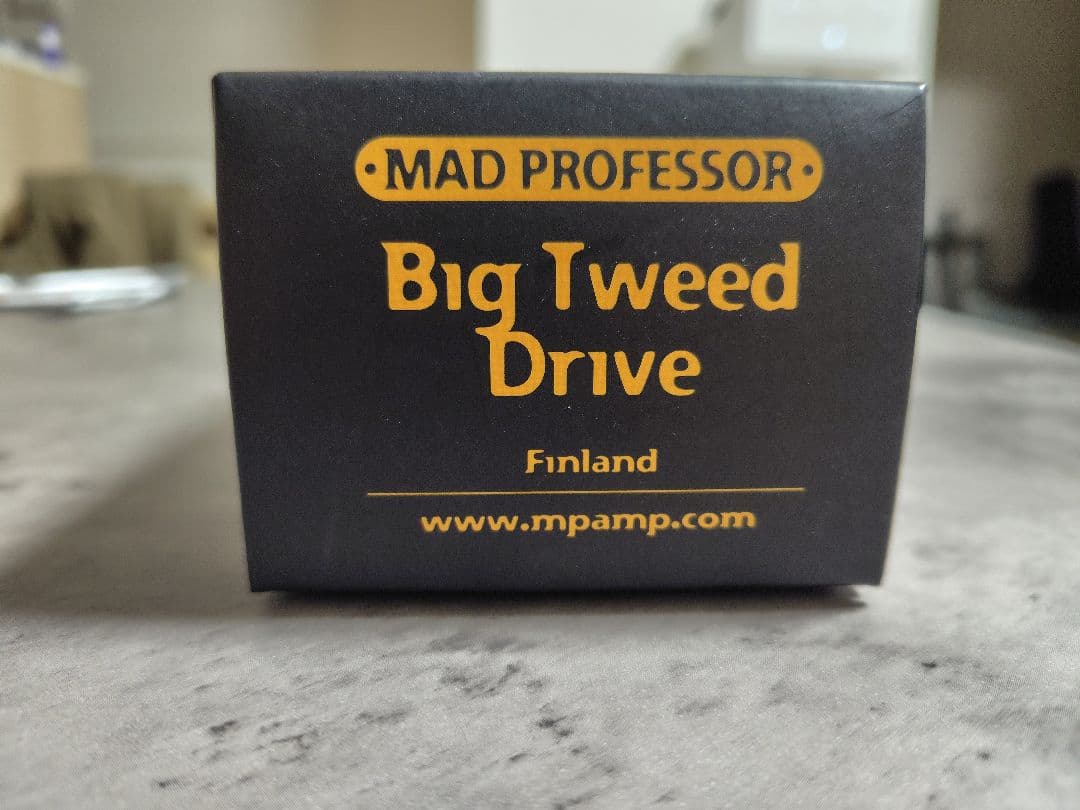 MAD PROFESSOR
Big Tweed
Drive
Finland
www.mpamp.com